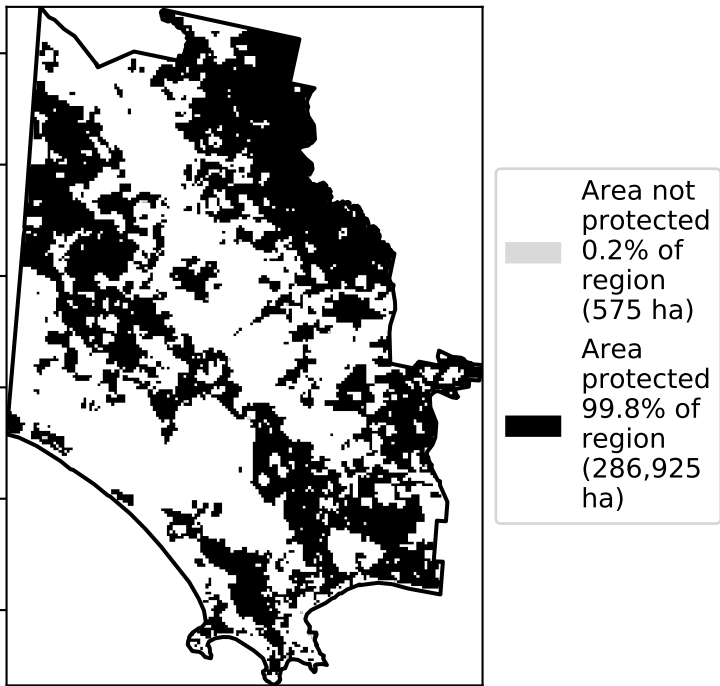 Area not
protected
0.2% of
region
(575 ha)
Area
protected
99.8% of
region
(286,925
ha)